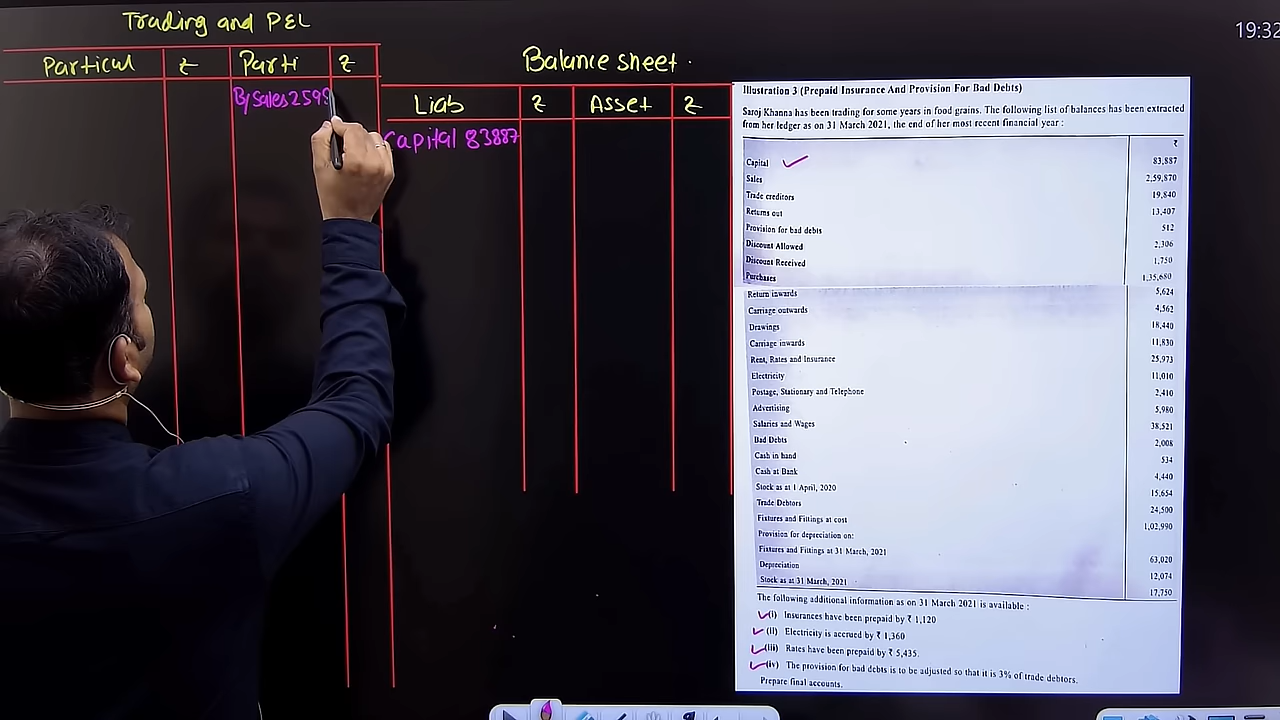 Trading and P&L
Particul ₹ Parti ₹
By Sales 2598
Balance sheet.
Liab ₹ Asset ₹
Capital 83887
19:32
Illustration 3 (Prepaid Insurance And Provision For Bad Debts)
Saroj Khanna has been trading for some years in food grains. The following list of balances has been extracted
from her ledger as on 31 March 2021, the end of her most recent financial year :
₹
Capital 83,887
Sales 2,59,870
Trade creditors 19,840
Returns out 13,407
Provision for bad debts 512
Discount Allowed 2,306
Discount Received 1,750
Purchases 1,35,680
Return inwards 5,624
Carriage outwards 4,562
Drawings 18,440
Carriage inwards 11,830
Rent, Rates and Insurance 25,973
Electricity 11,010
Postage, Stationary and Telephone 2,410
Advertising 5,980
Salaries and Wages 38,521
Bad Debts 2,008
Cash in hand 534
Cash at Bank 4,440
Stock as at 1 April, 2020 15,654
Trade Debtors 24,500
Fixtures and Fittings at cost 1,02,990
Provision for depreciation on:
Fixtures and Fittings at 31 March, 2021 63,020
Depreciation 12,074
Stock as at 31 March, 2021 17,750
The following additional information as on 31 March 2021 is available :
(i) Insurances have been prepaid by ₹ 1,120
(ii) Electricity is accrued by ₹ 1,360
(iii) Rates have been prepaid by ₹ 5,435.
(iv) The provision for bad debts is to be adjusted so that it is 3% of trade debtors.
Prepare final accounts.